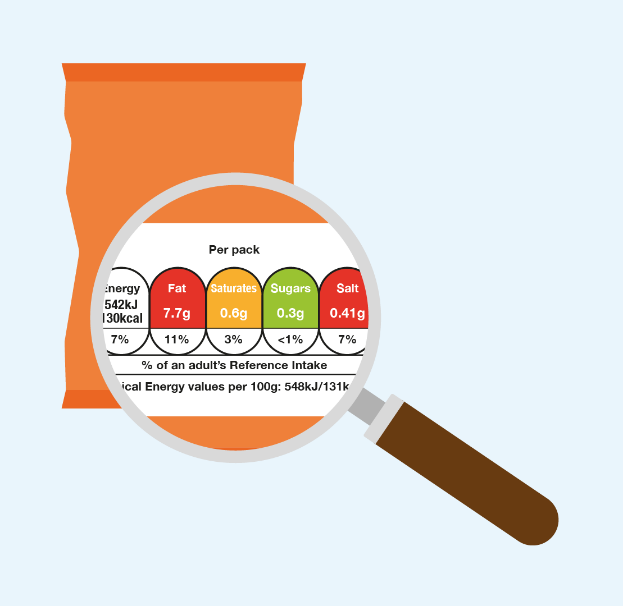 Per pack
Energy Fat Saturates Sugars Salt
542kJ
130kcal 7.7g 0.6g 0.3g 0.41g
7% 11% 3% <1% 7%
% of an adult's Reference Intake
ical Energy values per 100g: 548kJ/131k